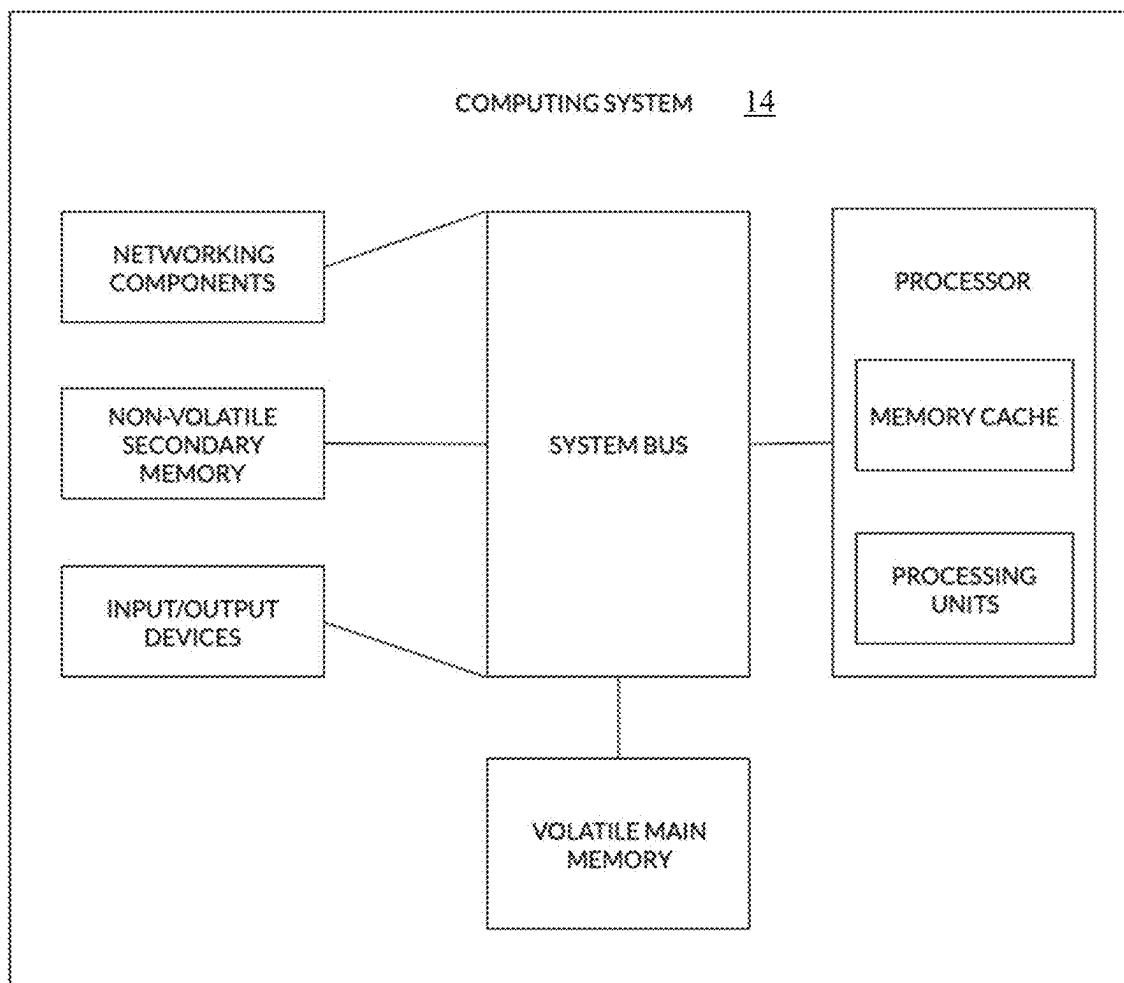 COMPUTING SYSTEM 14
NETWORKING
COMPONENTS
NON-VOLATILE
SECONDARY
MEMORY
INPUT/OUTPUT
DEVICES
SYSTEM BUS
PROCESSOR
MEMORY CACHE
PROCESSING
UNITS
VOLATILE MAIN
MEMORY